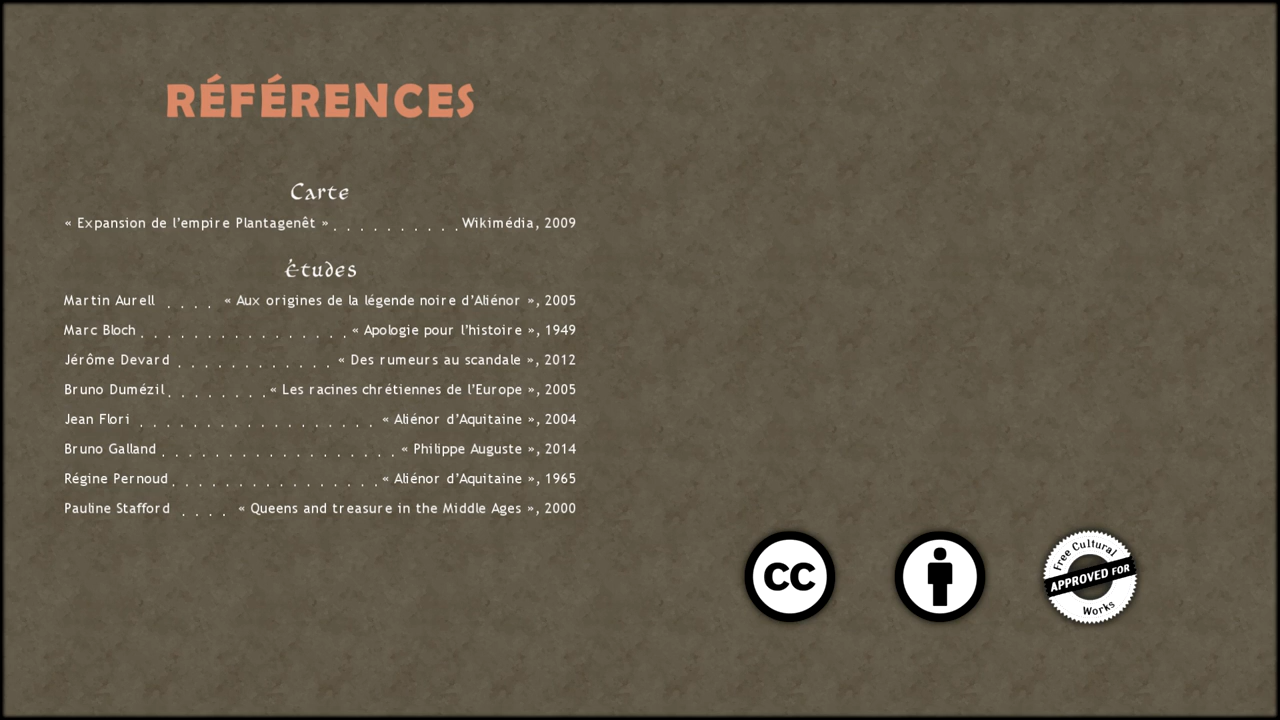 RÉFÉRENCES
Carte
« Expansion de l’empire Plantagenêt » . . . . . . . . . . Wikimédia, 2009
Études
Martin Aurell . . . . « Aux origines de la légende noire d’Aliénor », 2005
Marc Bloch . . . . . . . . . . . . . . . . « Apologie pour l’histoire », 1949
Jérôme Devard . . . . . . . . . . . . « Des rumeurs au scandale », 2012
Bruno Dumézil . . . . . . . . « Les racines chrétiennes de l’Europe », 2005
Jean Flori . . . . . . . . . . . . . . . . . . « Aliénor d’Aquitaine », 2004
Bruno Galland . . . . . . . . . . . . . . . . . . « Philippe Auguste », 2014
Régine Pernoud . . . . . . . . . . . . . . . . « Aliénor d’Aquitaine », 1965
Pauline Stafford . . . . « Queens and treasure in the Middle Ages », 2000
CC
Free Cultural
APPROVED FOR
Works